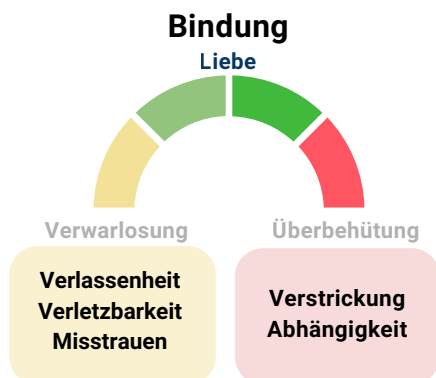 Bindung
Liebe
Verwarlosung
Überbehütung
Verlassenheit
Verletzbarkeit
Misstrauen
Verstrickung
Abhängigkeit